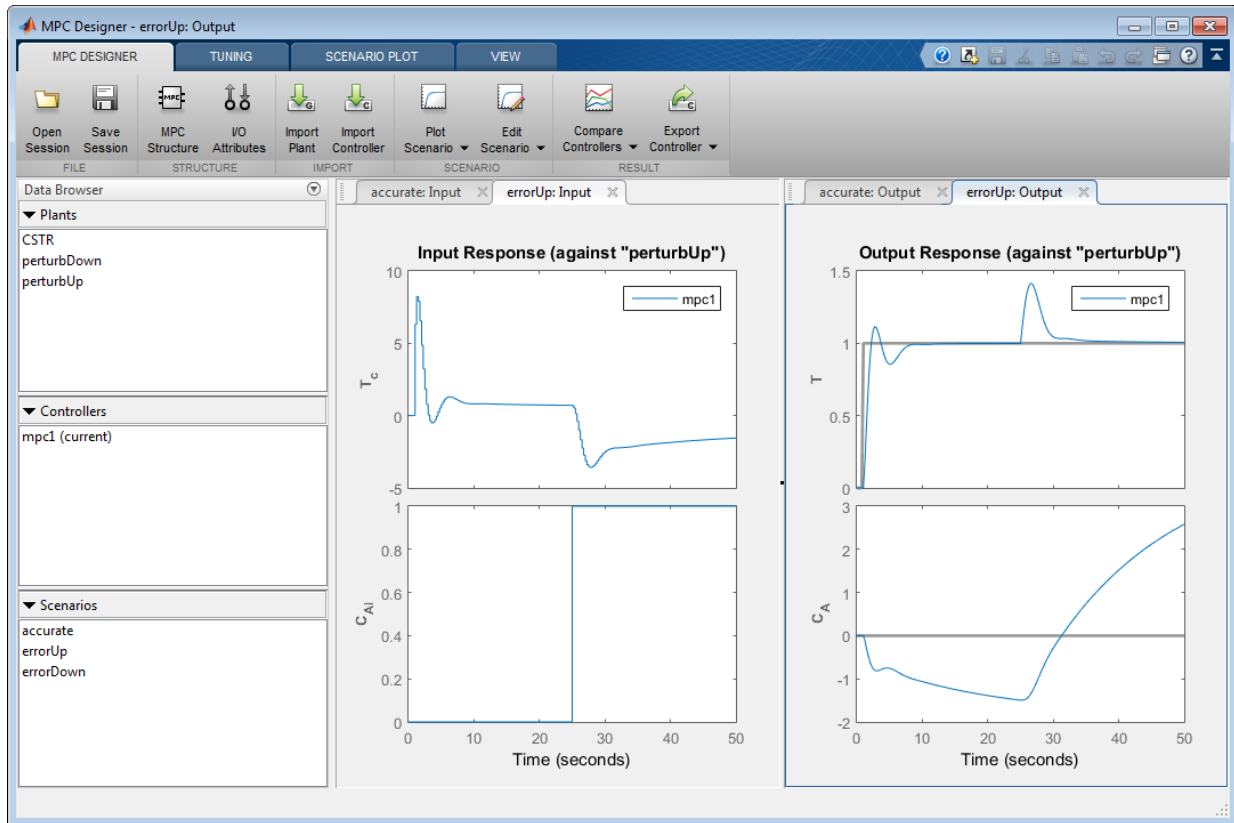 MPC Designer - errorUp: Output
MPC DESIGNER TUNING SCENARIO PLOT VIEW
Open Session
Save Session
MPC Structure
I/O Attributes
Import Plant
Import Controller
Plot Scenario
Edit Scenario
Compare Controllers
Export Controller
FILE STRUCTURE IMPORT SCENARIO RESULT
Data Browser
Plants
CSTR
perturbDown
perturbUp
Controllers
mpc1 (current)
Scenarios
accurate
errorUp
errorDown
accurate: Input errorUp: Input
Input Response (against "perturbUp")
mpc1
10
5
0
-5
T_c
1
0.8
0.6
0.4
0.2
0
C_AI
0 10 20 30 40 50
Time (seconds)
accurate: Output errorUp: Output
Output Response (against "perturbUp")
mpc1
1.5
1
0.5
0
T
3
2
1
0
-1
-2
C_A
0 10 20 30 40 50
Time (seconds)